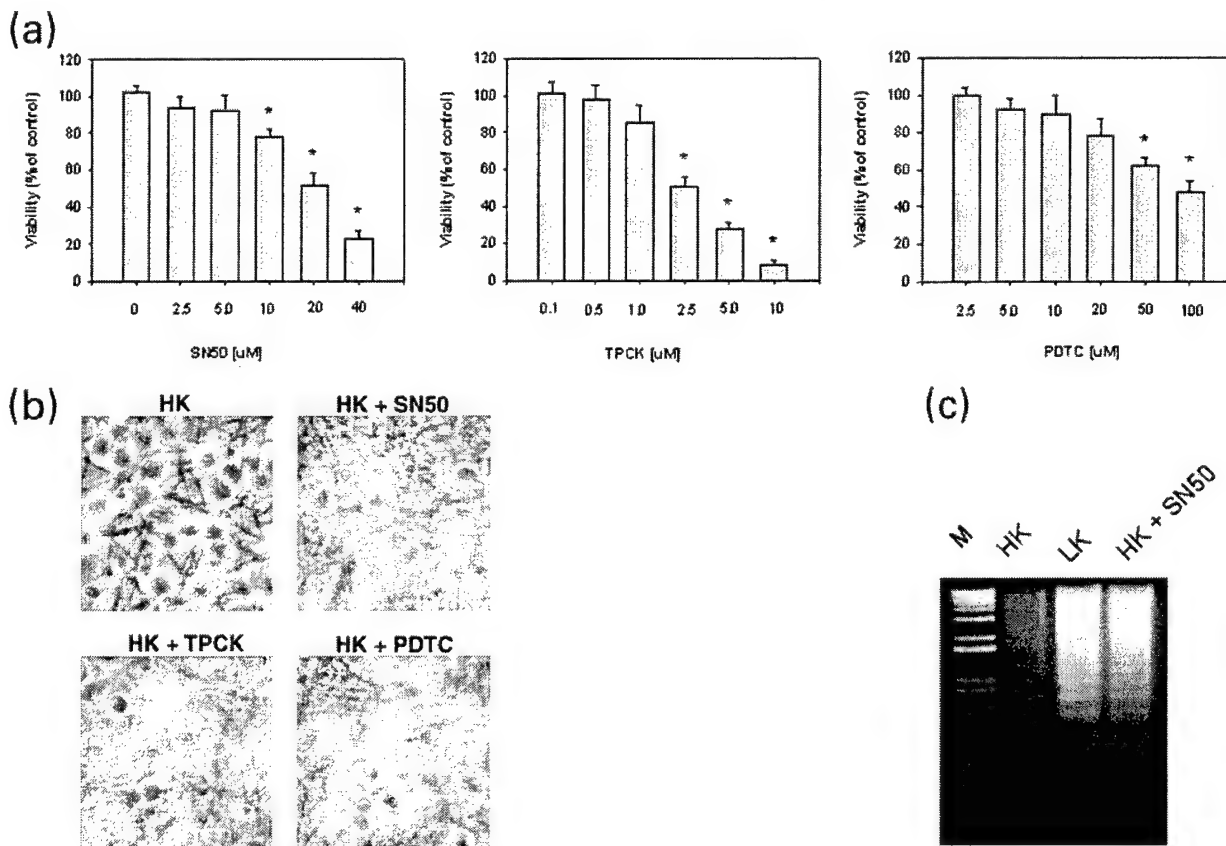 (a)
Viability (% of control)
120
100
80
60
40
20
0
* * *
0 2.5 5.0 10 20 40
SN50 [uM]
Viability (% of control)
120
100
80
60
40
20
0
* * *
0.1 0.5 1.0 2.5 5.0 10
TPCK [uM]
Viability (% of control)
120
100
80
60
40
20
0
* *
2.5 5.0 10 20 50 100
PDTC [uM]
(b)
HK
HK + SN50
HK + TPCK
HK + PDTC
(c)
M HK LK HK + SN50